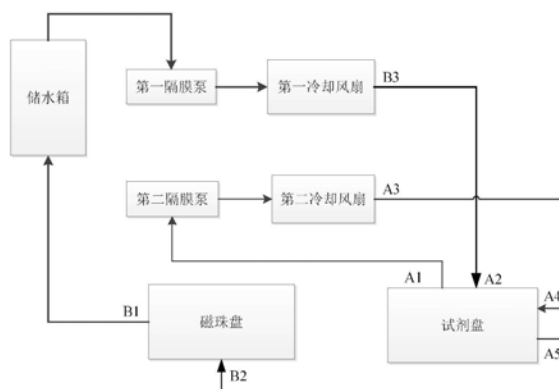 储水箱
第一隔膜泵
第一冷却风扇
B3
第二隔膜泵
第二冷却风扇
A3
A1
A2
B1
磁珠盘
试剂盘
A4
A5
B2